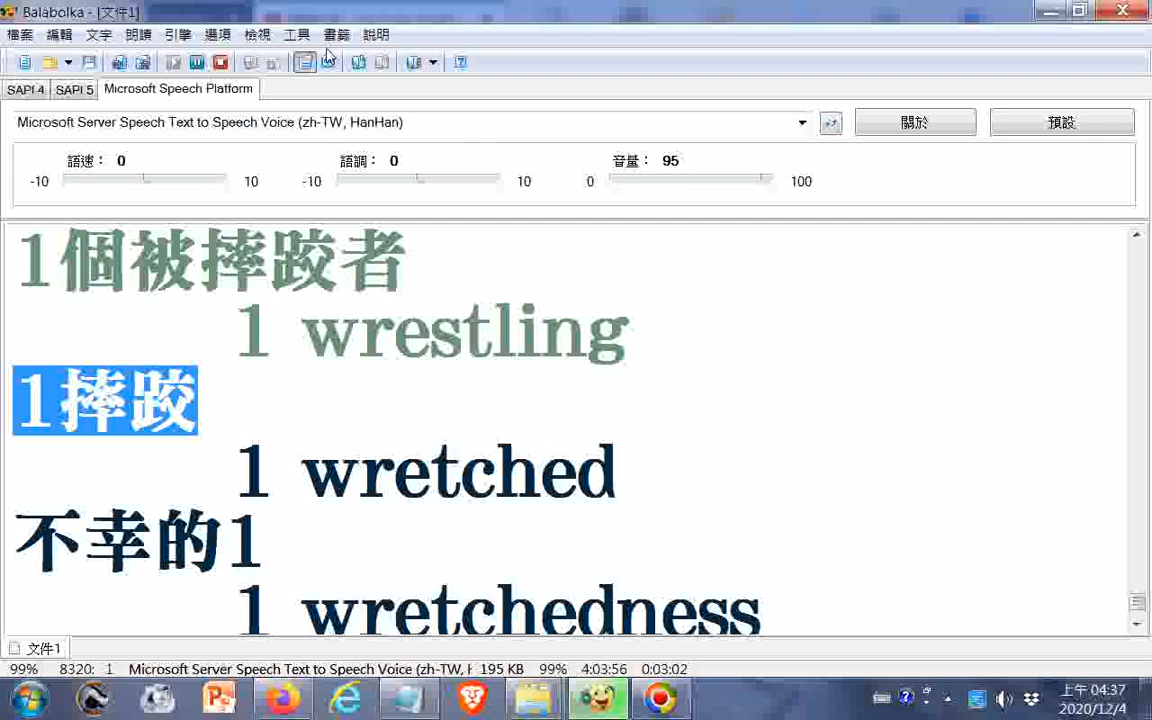 Balabolka - [文件1]
檔案 編輯 文字 朗讀 引擎 選項 檢視 工具 書籤 說明
SAPI 4 SAPI 5 Microsoft Speech Platform
Microsoft Server Speech Text to Speech Voice (zh-TW, HanHan) 關於 預設
語速： 0 語調： 0 音量： 95
-10 10 -10 10 0 100
1個被摔跤者
1 wrestling
1摔跤
1 wretched
不幸的1
1 wretchedness
文件1
99% 8320: 1 Microsoft Server Speech Text to Speech Voice (zh-TW, H 195 KB 99% 4:03:56 0:03:02
上午 04:37
2020/12/4